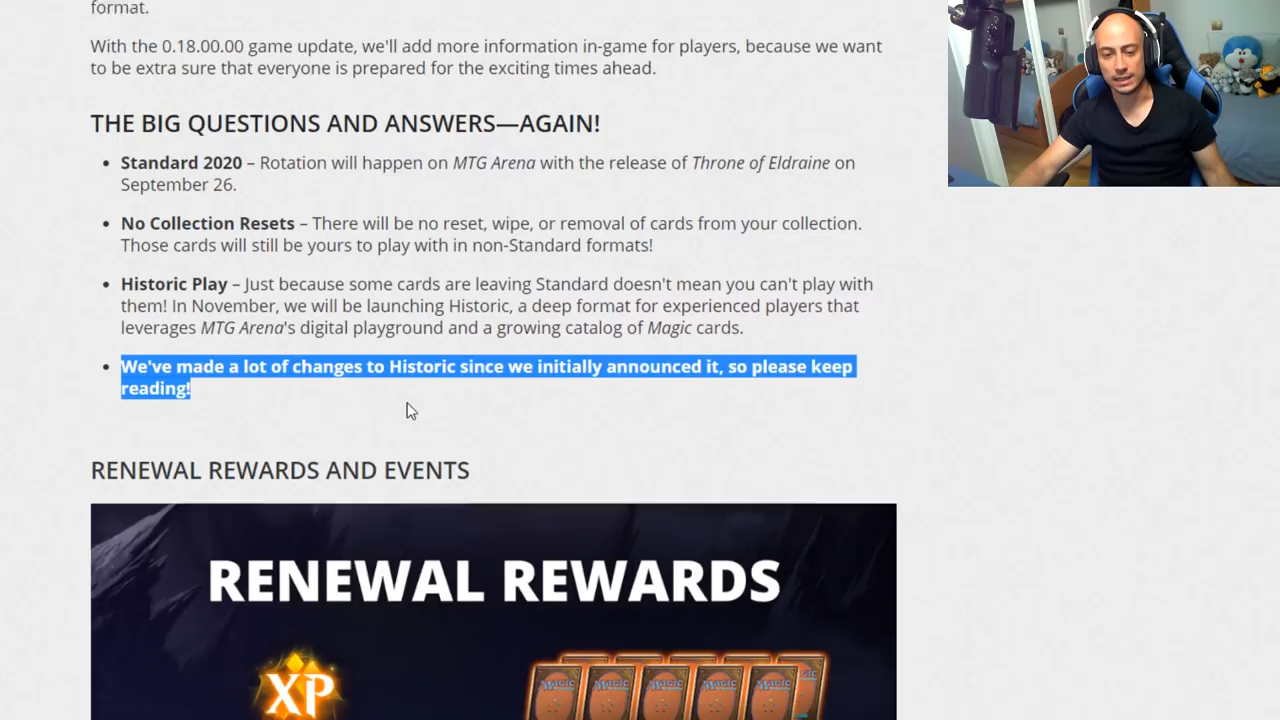 format.
With the 0.18.00.00 game update, we'll add more information in-game for players, because we want
to be extra sure that everyone is prepared for the exciting times ahead.
THE BIG QUESTIONS AND ANSWERS—AGAIN!
• Standard 2020 – Rotation will happen on MTG Arena with the release of Throne of Eldraine on
September 26.
• No Collection Resets – There will be no reset, wipe, or removal of cards from your collection.
Those cards will still be yours to play with in non-Standard formats!
• Historic Play – Just because some cards are leaving Standard doesn't mean you can't play with
them! In November, we will be launching Historic, a deep format for experienced players that
leverages MTG Arena's digital playground and a growing catalog of Magic cards.
• We've made a lot of changes to Historic since we initially announced it, so please keep
reading!
RENEWAL REWARDS AND EVENTS
RENEWAL REWARDS
XP
Magic Magic Magic Magic Magic